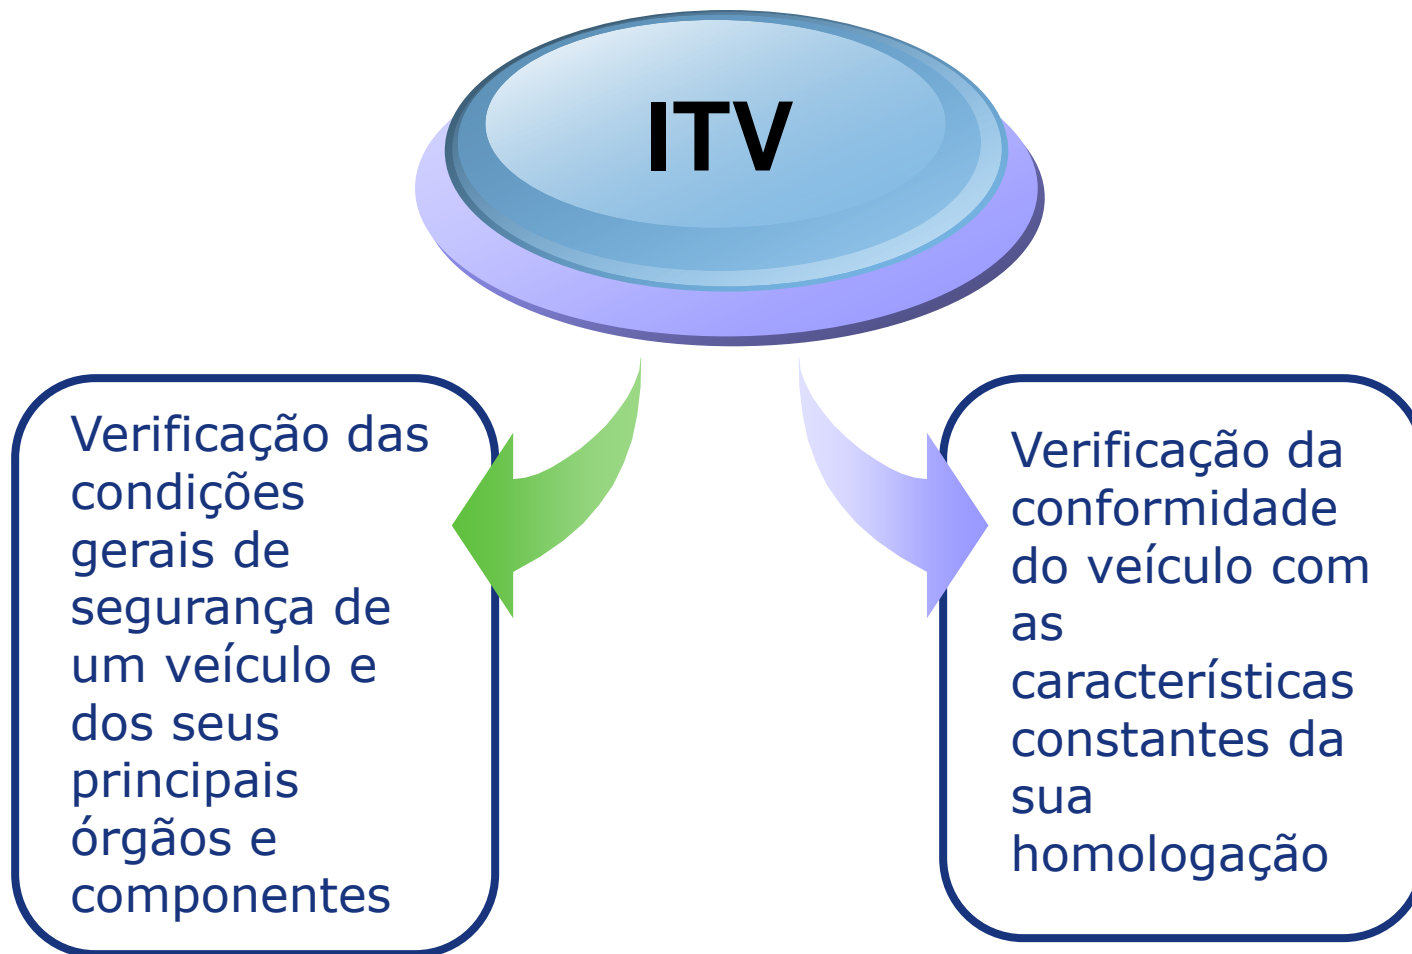 ITV
Verificação das
condições
gerais de
segurança de
um veículo e
dos seus
principais
órgãos e
componentes
Verificação da
conformidade
do veículo com
as
características
constantes da
sua
homologação